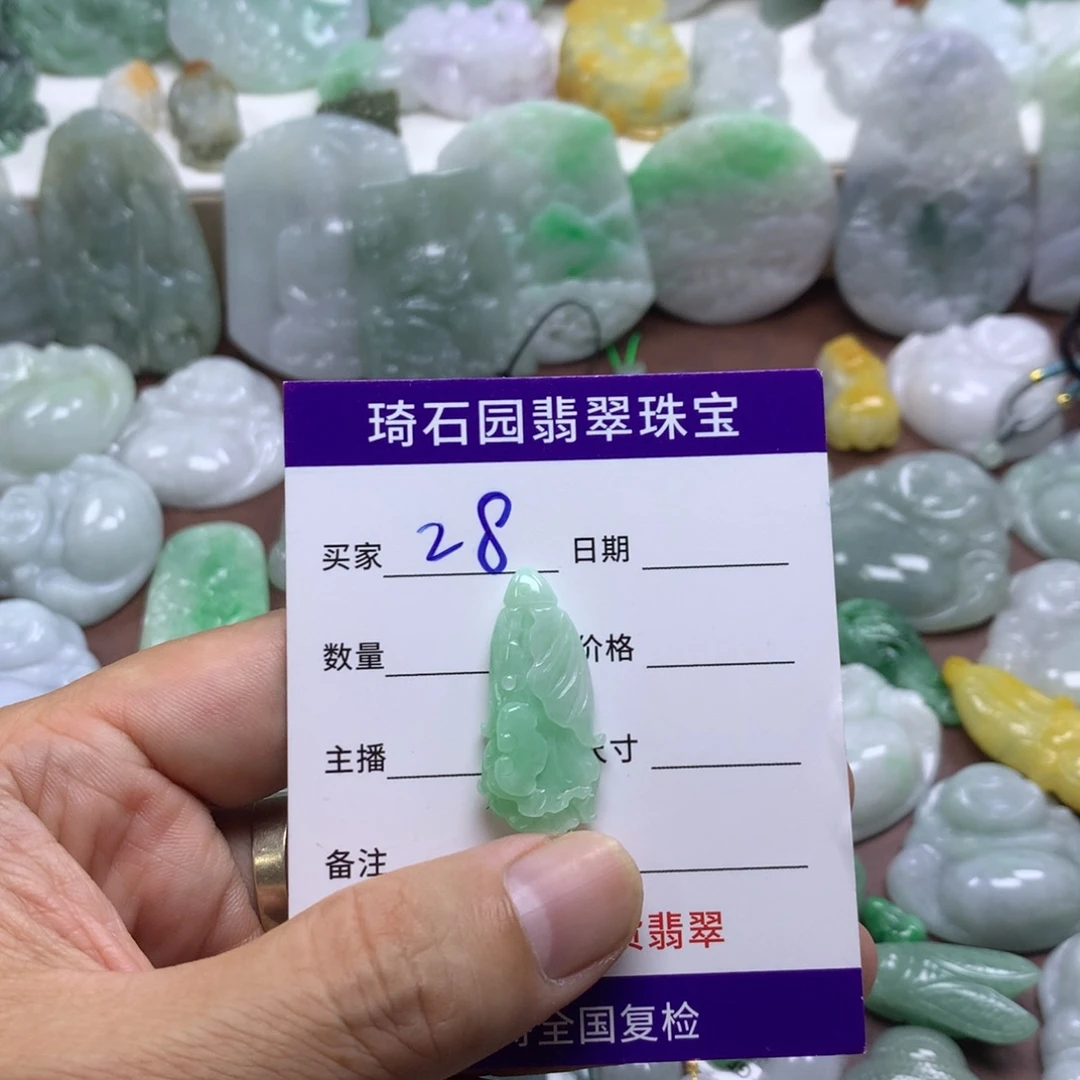 琦石园翡翠珠宝
买家 28 日期
数量 价格
主播 尺寸
备注
翡翠
全国复检